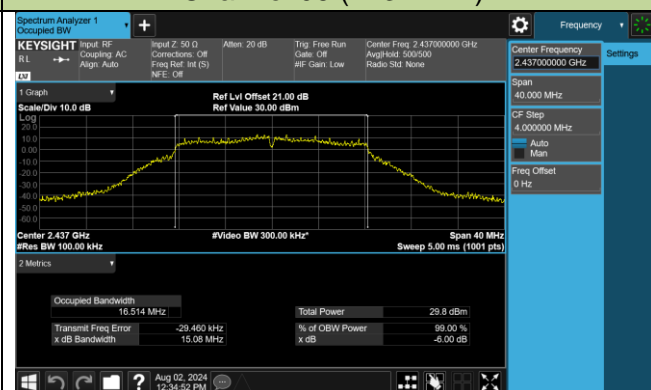 Spectrum Analyzer 1
Occupied BW
+
Frequency
KEYSIGHT
Input: RF
Coupling: AC
Align: Auto
Input Z: 50 Ω
Corrections: Off
Freq Ref: Int (S)
NFE: Off
Atten: 20 dB
Trig: Free Run
Gate: Off
#IF Gain: Low
Center Freq: 2.437000000 GHz
Avg|Hold: 500/500
Radio Std: None
R L
LXI
Center Frequency
2.437000000 GHz
Settings
Span
40.000 MHz
CF Step
4.000000 MHz
Auto
Man
Freq Offset
0 Hz
1 Graph
Scale/Div 10.0 dB
Ref Lvl Offset 21.00 dB
Ref Value 30.00 dBm
Log
20.0
10.0
0.00
-10.0
-20.0
-30.0
-40.0
-50.0
-60.0
Center 2.437 GHz
#Res BW 100.00 kHz
#Video BW 300.00 kHz*
Span 40 MHz
Sweep 5.00 ms (1001 pts)
2 Metrics
Occupied Bandwidth
16.514 MHz
Total Power 29.8 dBm
Transmit Freq Error -29.460 kHz
% of OBW Power 99.00 %
x dB Bandwidth 15.08 MHz
x dB -6.00 dB
?
Aug 02, 2024
12:34:52 PM